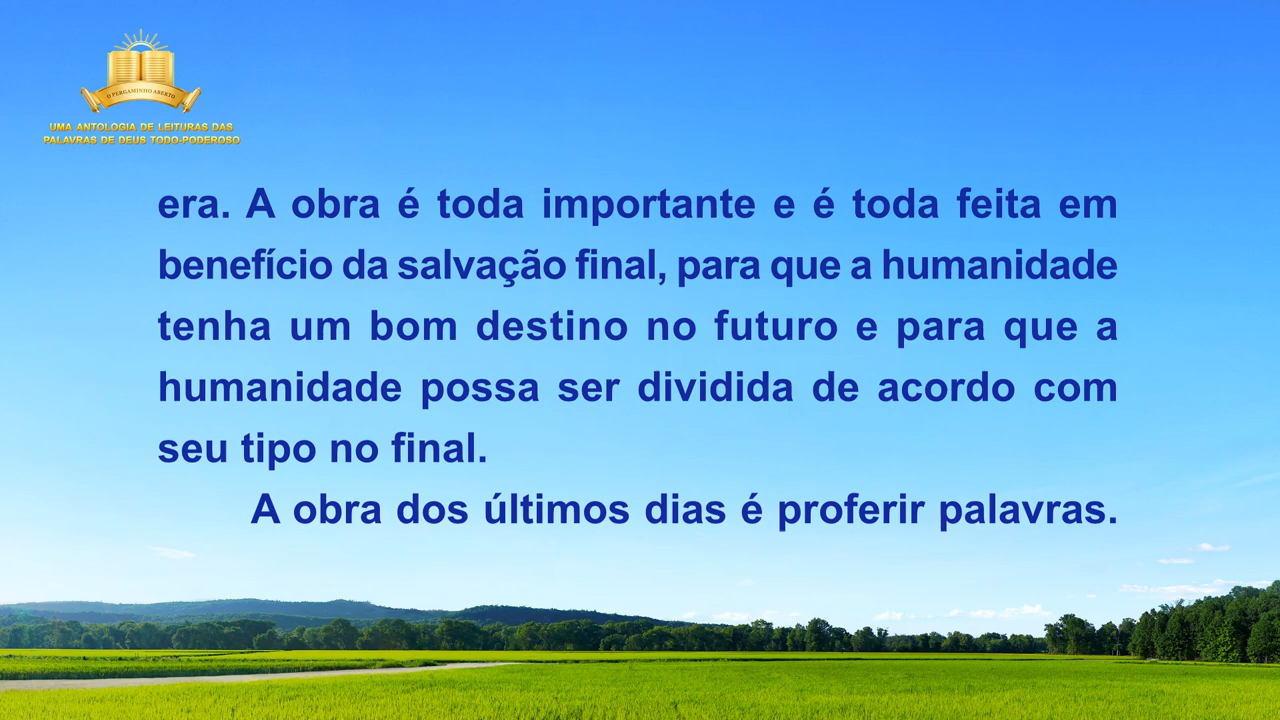 O PERGAMINHO ABERTO
UMA ANTOLOGIA DE LEITURAS DAS
PALAVRAS DE DEUS TODO-PODEROSO
era. A obra é toda importante e é toda feita em
benefício da salvação final, para que a humanidade
tenha um bom destino no futuro e para que a
humanidade possa ser dividida de acordo com
seu tipo no final.
A obra dos últimos dias é proferir palavras.